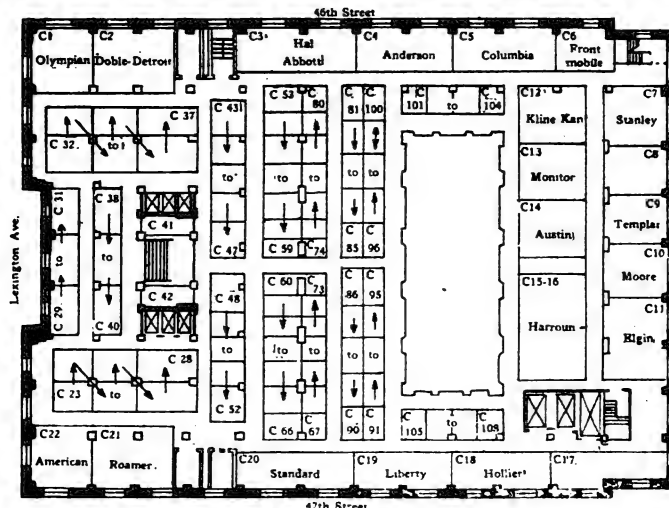 46th Street
C1 C2 C3 C4 C5 C6
Olympian Doble-Detroit Hal Abbott Anderson Columbia Front mobile
C 37
C 32 to
C 43 to C 47
C 53 to C 59
C 80 to C 74
C 81 to C 85
C 100 to C 96
C 101 to C 104
C12 Kline Kar
C7 Stanley
C13 Monitor
C8
C14 Austin
C9 Templar
C10 Moore
C15-16 Harroun
C11 Elgin
Lexington Ave.
C 31 to C 29
C 38 to C 40
C 41
C 42
C 48 to C 52
C 60 to C 66
C 73 to C 67
C 86 to C 90
C 95 to C 91
C 105 to C 108
C 28
C 23 to
C22 C21 C20 C19 C18 C17
American Roamer Standard Liberty Hollier
47th Street